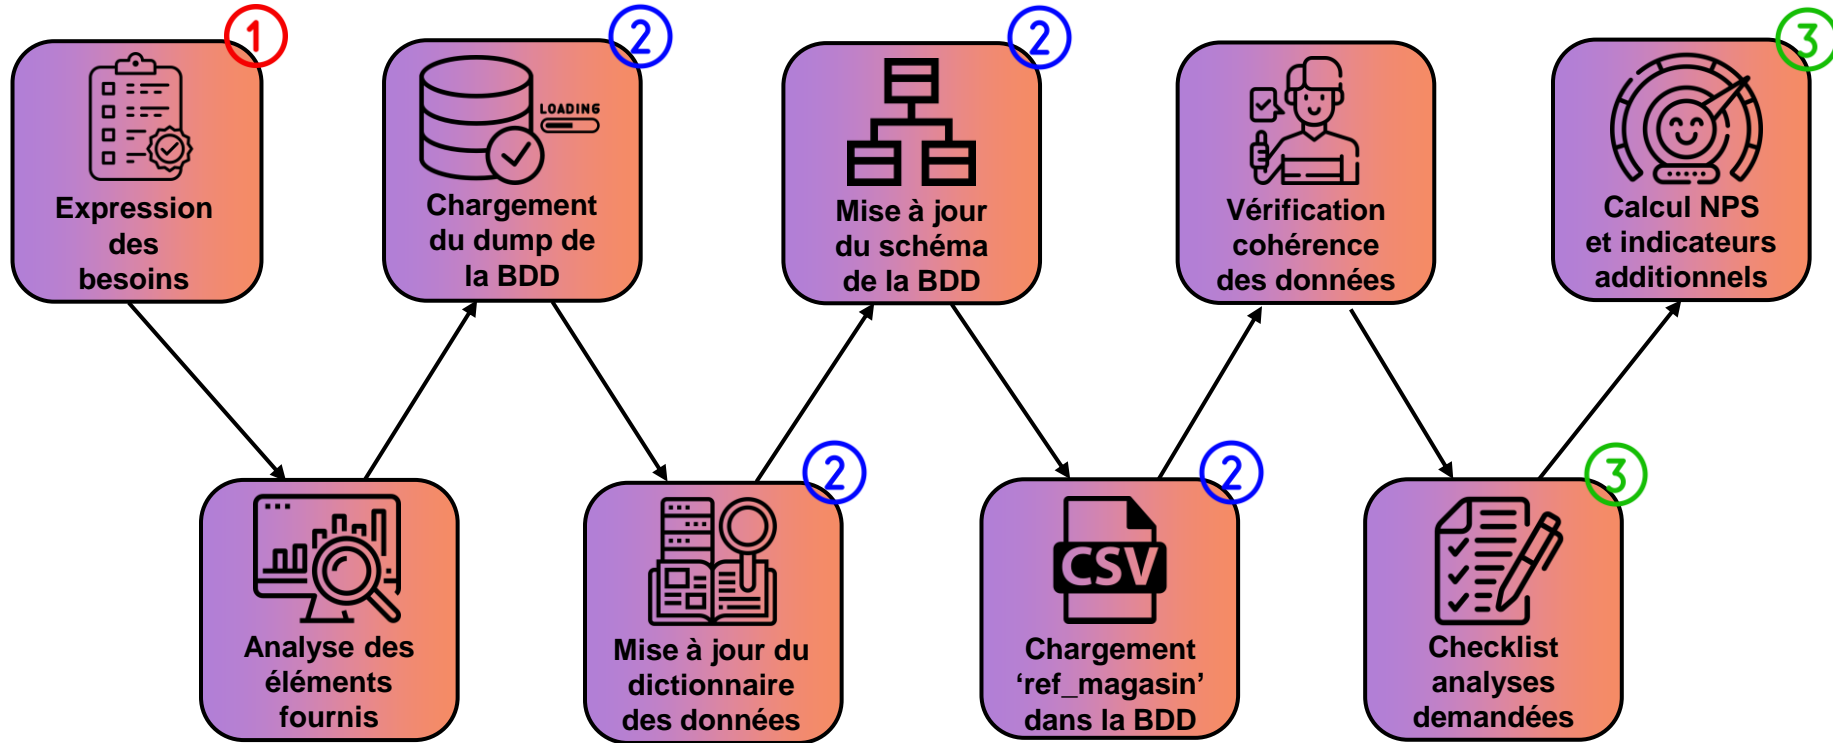 1
Expression
des
besoins
Analyse des
éléments
fournis
2
LOADING
Chargement
du dump de
la BDD
2
Mise à jour du
dictionnaire
des données
2
Mise à jour
du schéma
de la BDD
2
CSV
Chargement
‘ref_magasin’
dans la BDD
Vérification
cohérence
des données
3
Checklist
analyses
demandées
3
Calcul NPS
et indicateurs
additionnels